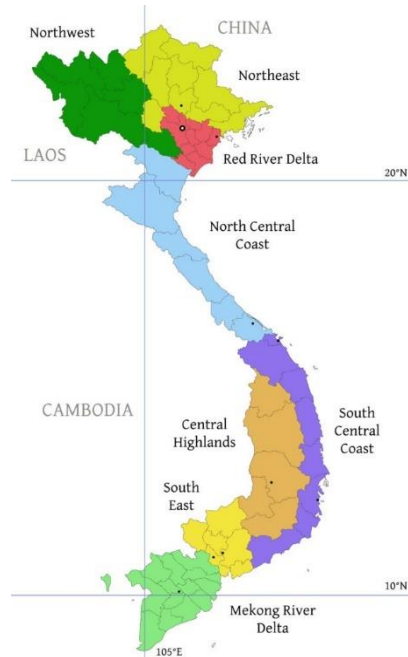 CHINA
Northwest
Northeast
LAOS
Red River Delta
20°N
North Central
Coast
CAMBODIA
Central
Highlands
South
Central
Coast
South
East
10°N
Mekong River
Delta
105°E